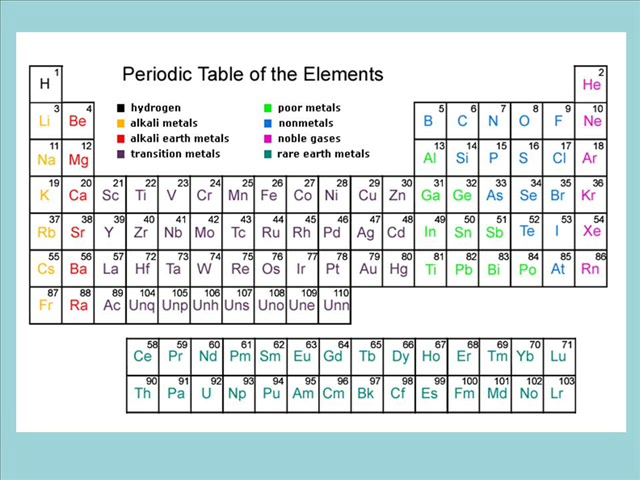 Periodic Table of the Elements
hydrogen poor metals
alkali metals nonmetals
alkali earth metals noble gases
transition metals rare earth metals
1 2
H He
3 4 5 6 7 8 9 10
Li Be B C N O F Ne
11 12 13 14 15 16 17 18
Na Mg Al Si P S Cl Ar
19 20 21 22 23 24 25 26 27 28 29 30 31 32 33 34 35 36
K Ca Sc Ti V Cr Mn Fe Co Ni Cu Zn Ga Ge As Se Br Kr
37 38 39 40 41 42 43 44 45 46 47 48 49 50 51 52 53 54
Rb Sr Y Zr Nb Mo Tc Ru Rh Pd Ag Cd In Sn Sb Te I Xe
55 56 57 72 73 74 75 76 77 78 79 80 81 82 83 84 85 86
Cs Ba La Hf Ta W Re Os Ir Pt Au Hg Ti Pb Bi Po At Rn
87 88 89 104 105 106 107 108 109 110
Fr Ra Ac Unq Unp Unh Uns Uno Une Unn
58 59 60 61 62 63 64 65 66 67 68 69 70 71
Ce Pr Nd Pm Sm Eu Gd Tb Dy Ho Er Tm Yb Lu
90 91 92 93 94 95 96 97 98 99 100 101 102 103
Th Pa U Np Pu Am Cm Bk Cf Es Fm Md No Lr